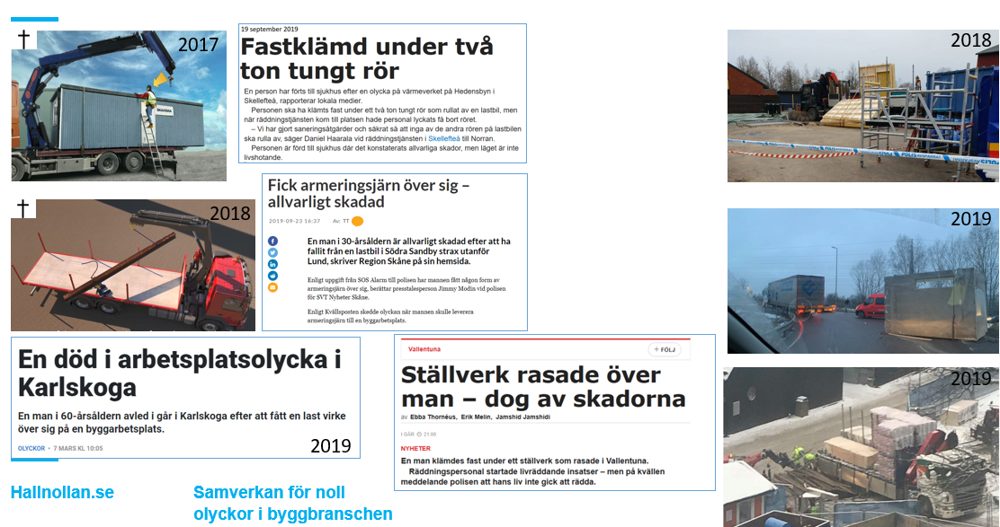 2017
19 september 2019
Fastklämd under två
ton tungt rör
En person har förts till sjukhus efter en olycka på värmeverket på Hedensbyn i
Skellefteå, rapporterar lokala medier.
Personen ska ha klämts fast under ett två ton tungt rör som rullat av en lastbil, men
när räddningstjänsten kom till platsen hade personal lyckats få bort röret.
– Vi har gjort saneringsåtgärder och säkrat så att inga av de andra rören på lastbilen
ska rulla av, säger Daniel Haarala vid räddningstjänsten i Skellefteå till Norran.
Personen är förd till sjukhus där det konstaterats allvarliga skador, men läget är inte
livshotande.
2018
2018
Fick armeringsjärn över sig –
allvarligt skadad
2019-09-23 16:37 Av: TT
En man i 30-årsåldern är allvarligt skadad efter att ha
fallit från en lastbil i Södra Sandby strax utanför
Lund, skriver Region Skåne på sin hemsida.
Enligt uppgift från SOS Alarm till polisen har mannen fått någon form av
armeringsjärn över sig, berättar presstalesperson Jimmy Modin vid polisen
för SVT Nyheter Skåne.
Enligt Kvällsposten skedde olyckan när mannen skulle leverera
armeringsjärn till en byggarbetsplats.
2019
En död i arbetsplatsolycka i
Karlskoga
En man i 60-årsåldern avled i går i Karlskoga efter att fått en last virke
över sig på en byggarbetsplats.
OLYCKOR • 7 MARS KL 10:05
2019
Vallentuna
+ FÖLJ
Ställverk rasade över
man – dog av skadorna
av Ebba Thornéus, Erik Melin, Jamshid Jamshidi
I GÅR 21:00
NYHETER
En man klämdes fast under ett ställverk som rasade i Vallentuna.
Räddningspersonal startade livräddande insatser – men på kvällen
meddelande polisen att hans liv inte gick att rädda.
2019
Hallnollan.se
Samverkan för noll
olyckor i byggbranschen